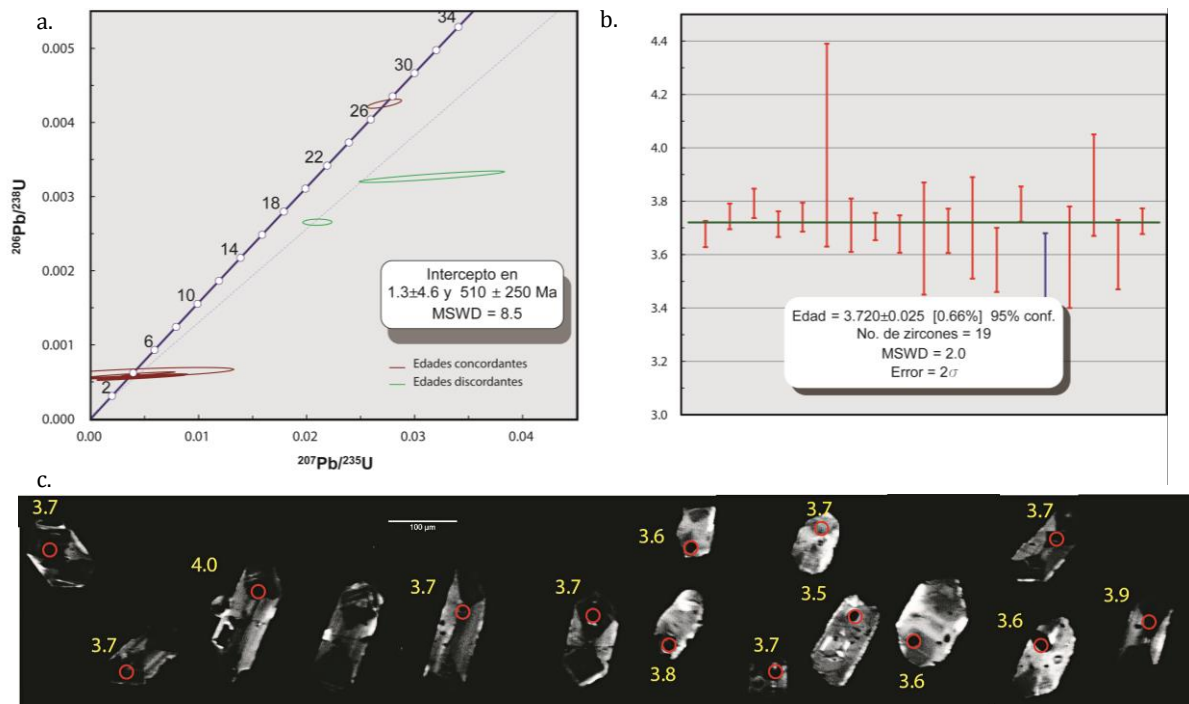 a.
0.005
0.004
0.003
0.002
0.001
0.000
206Pb/238U
34
30
26
22
18
14
10
6
2
Intercepto en
1.3±4.6 y 510 ± 250 Ma
MSWD = 8.5
Edades concordantes
Edades discordantes
0.00
0.01
0.02
0.03
0.04
207Pb/235U
b.
4.4
4.2
4.0
3.8
3.6
3.4
3.2
3.0
Edad = 3.720±0.025 [0.66%] 95% conf.
No. de zircones = 19
MSWD = 2.0
Error = 2σ
c.
3.7
3.7
4.0
100 µm
3.7
3.7
3.6
3.8
3.7
3.7
3.5
3.6
3.7
3.6
3.9